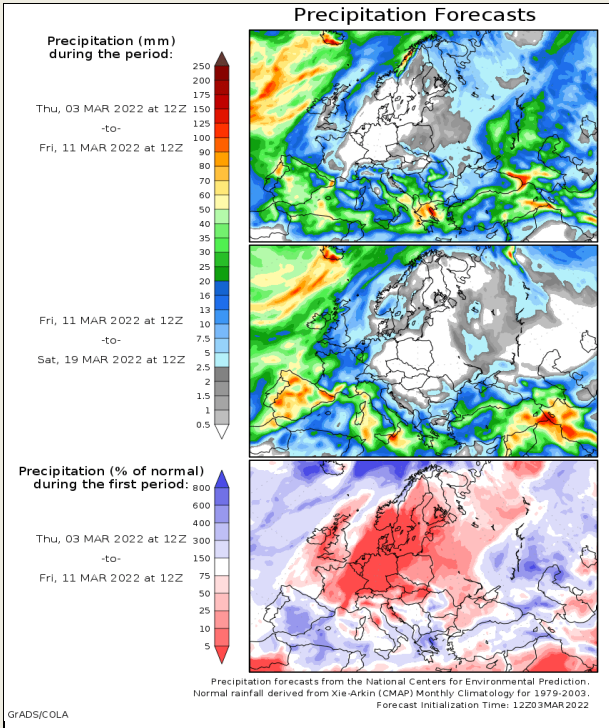 Precipitation Forecasts
Precipitation (mm)
during the period:
Thu, 03 MAR 2022 at 12Z
-to-
Fri, 11 MAR 2022 at 12Z
250
200
175
150
125
100
90
80
70
60
50
40
35
30
25
20
16
13
10
7.5
5
2.5
2
1.5
1
0.5
Fri, 11 MAR 2022 at 12Z
-to-
Sat, 19 MAR 2022 at 12Z
Precipitation (% of normal)
during the first period:
Thu, 03 MAR 2022 at 12Z
-to-
Fri, 11 MAR 2022 at 12Z
800
600
400
300
150
75
50
25
10
5
Precipitation forecasts from the National Centers for Environmental Prediction.
Normal rainfall derived from Xie-Arkin (CMAP) Monthly Climatology for 1979-2003.
Forecast Initialization Time: 12Z03MAR2022
GrADS/COLA